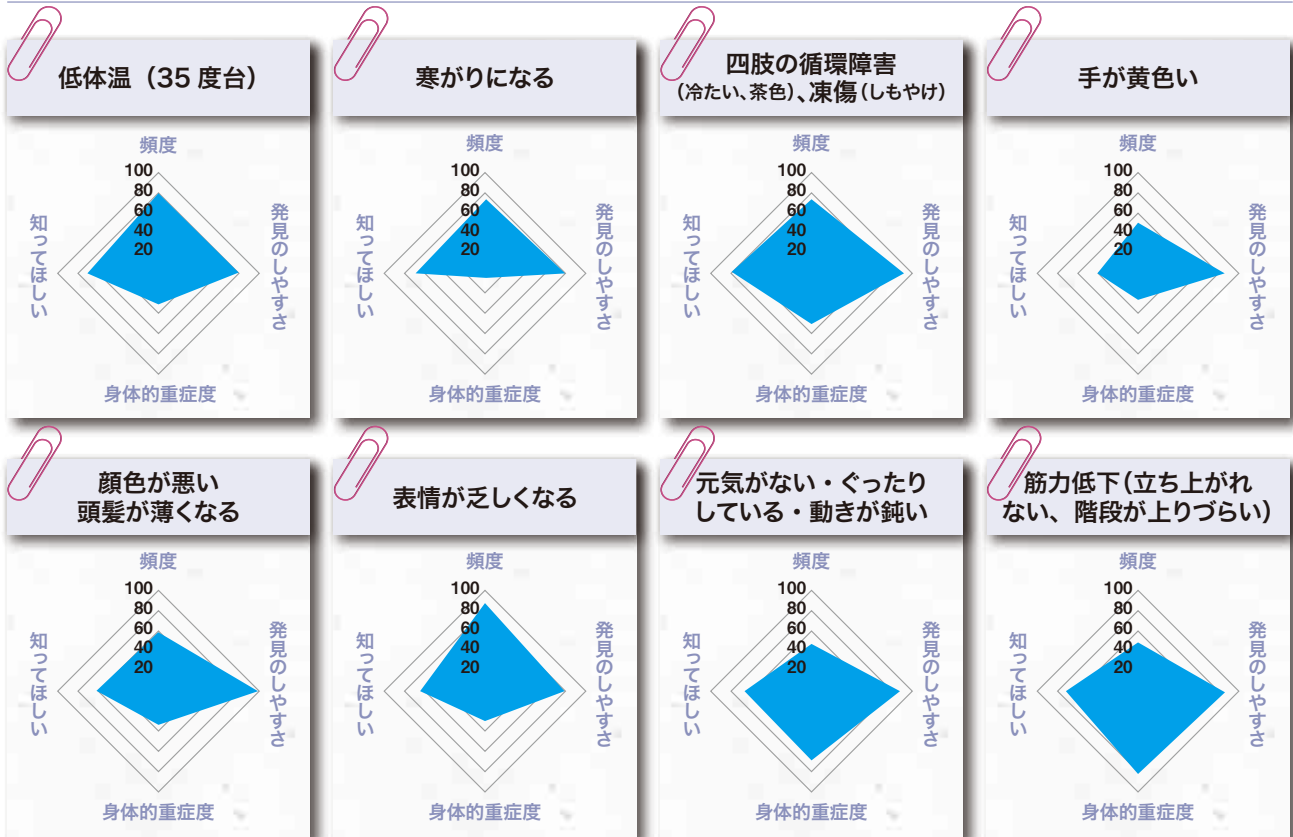 低体温（35 度台）
頻度
100
80
60
40
20
知ってほしい
発見のしやすさ
身体的重症度
寒がりになる
頻度
100
80
60
40
20
知ってほしい
発見のしやすさ
身体的重症度
四肢の循環障害
（冷たい、茶色）、凍傷（しもやけ）
頻度
100
80
60
40
20
知ってほしい
発見のしやすさ
身体的重症度
手が黄色い
頻度
100
80
60
40
20
知ってほしい
発見のしやすさ
身体的重症度
顔色が悪い
頭髪が薄くなる
頻度
100
80
60
40
20
知ってほしい
発見のしやすさ
身体的重症度
表情が乏しくなる
頻度
100
80
60
40
20
知ってほしい
発見のしやすさ
身体的重症度
元気がない・ぐったり
している・動きが鈍い
頻度
100
80
60
40
20
知ってほしい
発見のしやすさ
身体的重症度
筋力低下（立ち上がれ
ない、階段が上りづらい）
頻度
100
80
60
40
20
知ってほしい
発見のしやすさ
身体的重症度